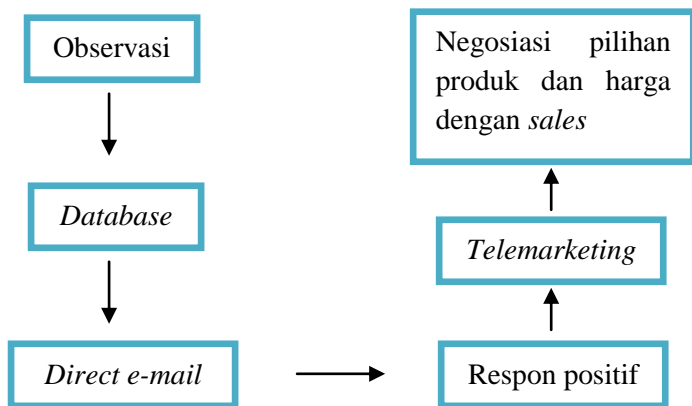 Observasi
Database
Direct e-mail
Respon positif
Telemarketing
Negosiasi pilihan
produk dan harga
dengan sales